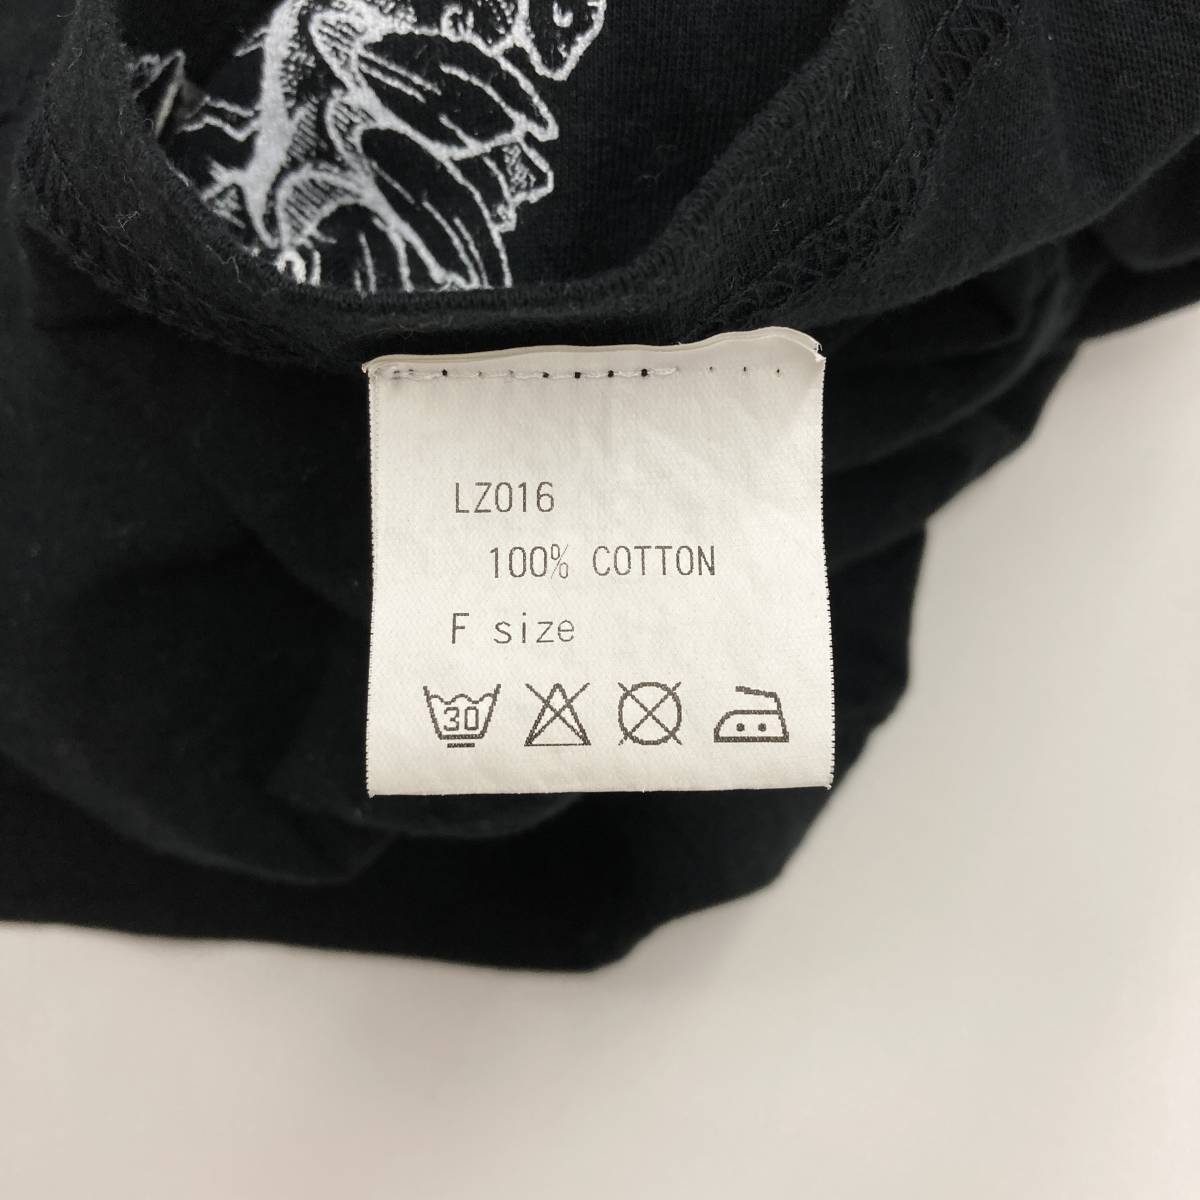 LZ016
100% COTTON
F size
30